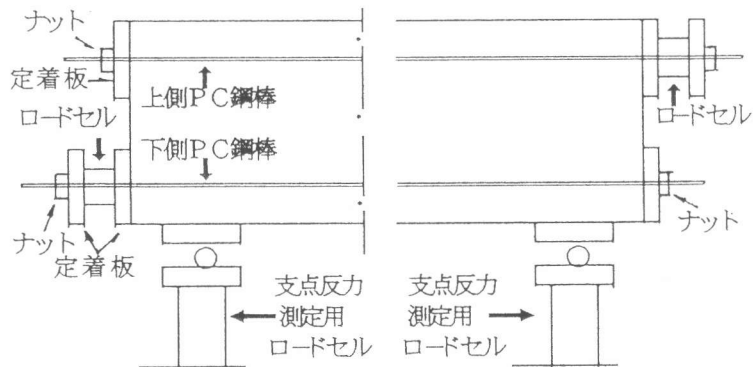 ナット
定着板
ロードセル
上側PC鋼棒
下側PC鋼棒
ロードセル
ナット
定着板
ナット
支点反力
測定用
ロードセル
支点反力
測定用
ロードセル